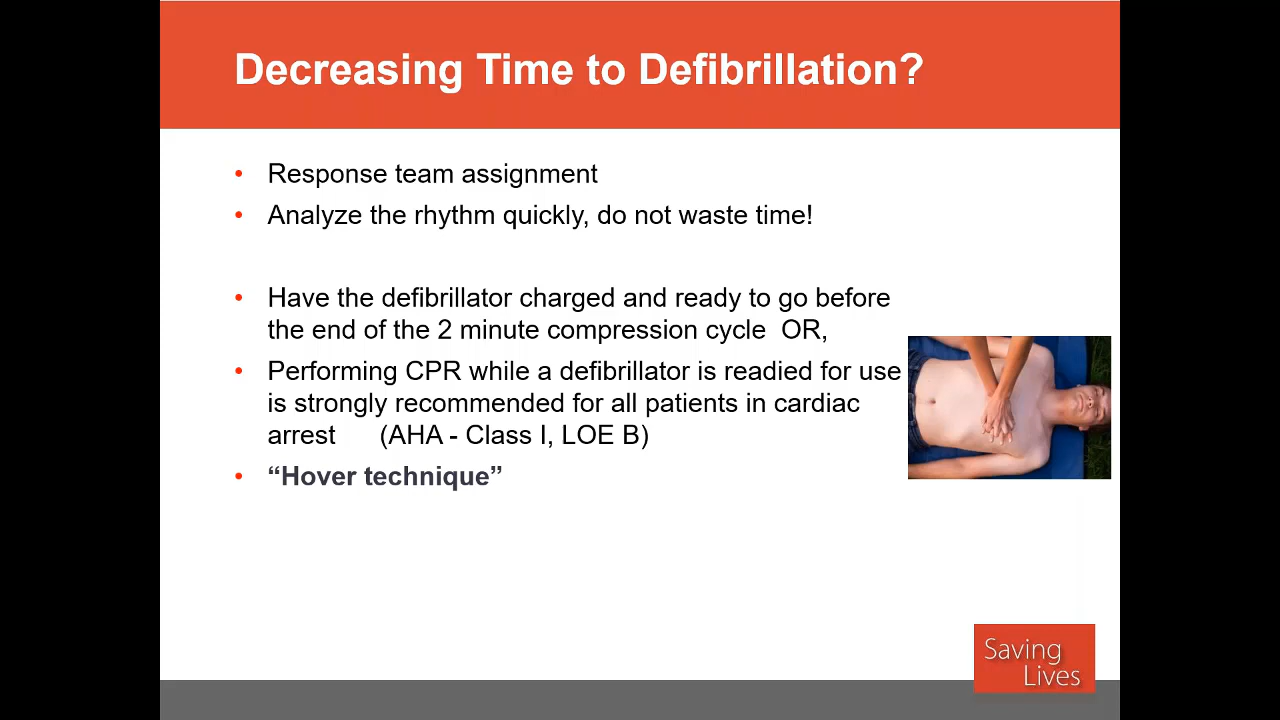 Decreasing Time to Defibrillation?
• Response team assignment
• Analyze the rhythm quickly, do not waste time!
• Have the defibrillator charged and ready to go before
the end of the 2 minute compression cycle  OR,
• Performing CPR while a defibrillator is readied for use
is strongly recommended for all patients in cardiac
arrest      (AHA - Class I, LOE B)
• “Hover technique”
Saving
Lives